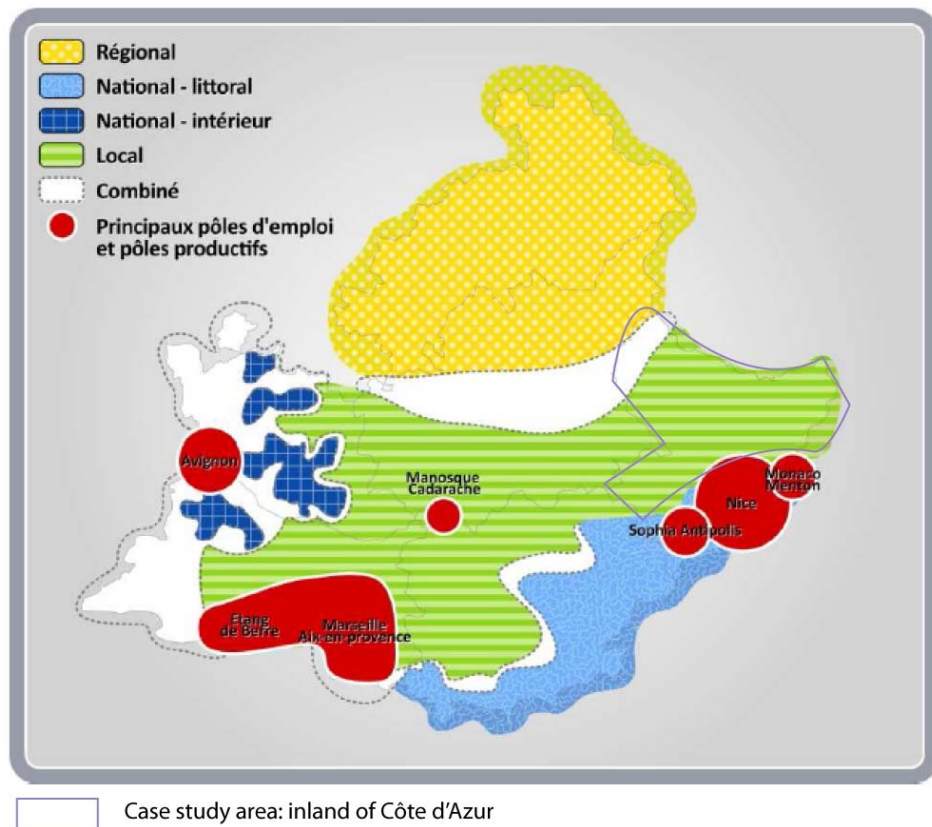 Régional
National - littoral
National - intérieur
Local
Combiné
Principaux pôles d'emploi
et pôles productifs
Avignon
Manosque
Cadarache
Monaco
Menton
Nice
Sophia Antipolis
Etang
de Berre
Marseille
Aix-en-provence
Case study area: inland of Côte d’Azur